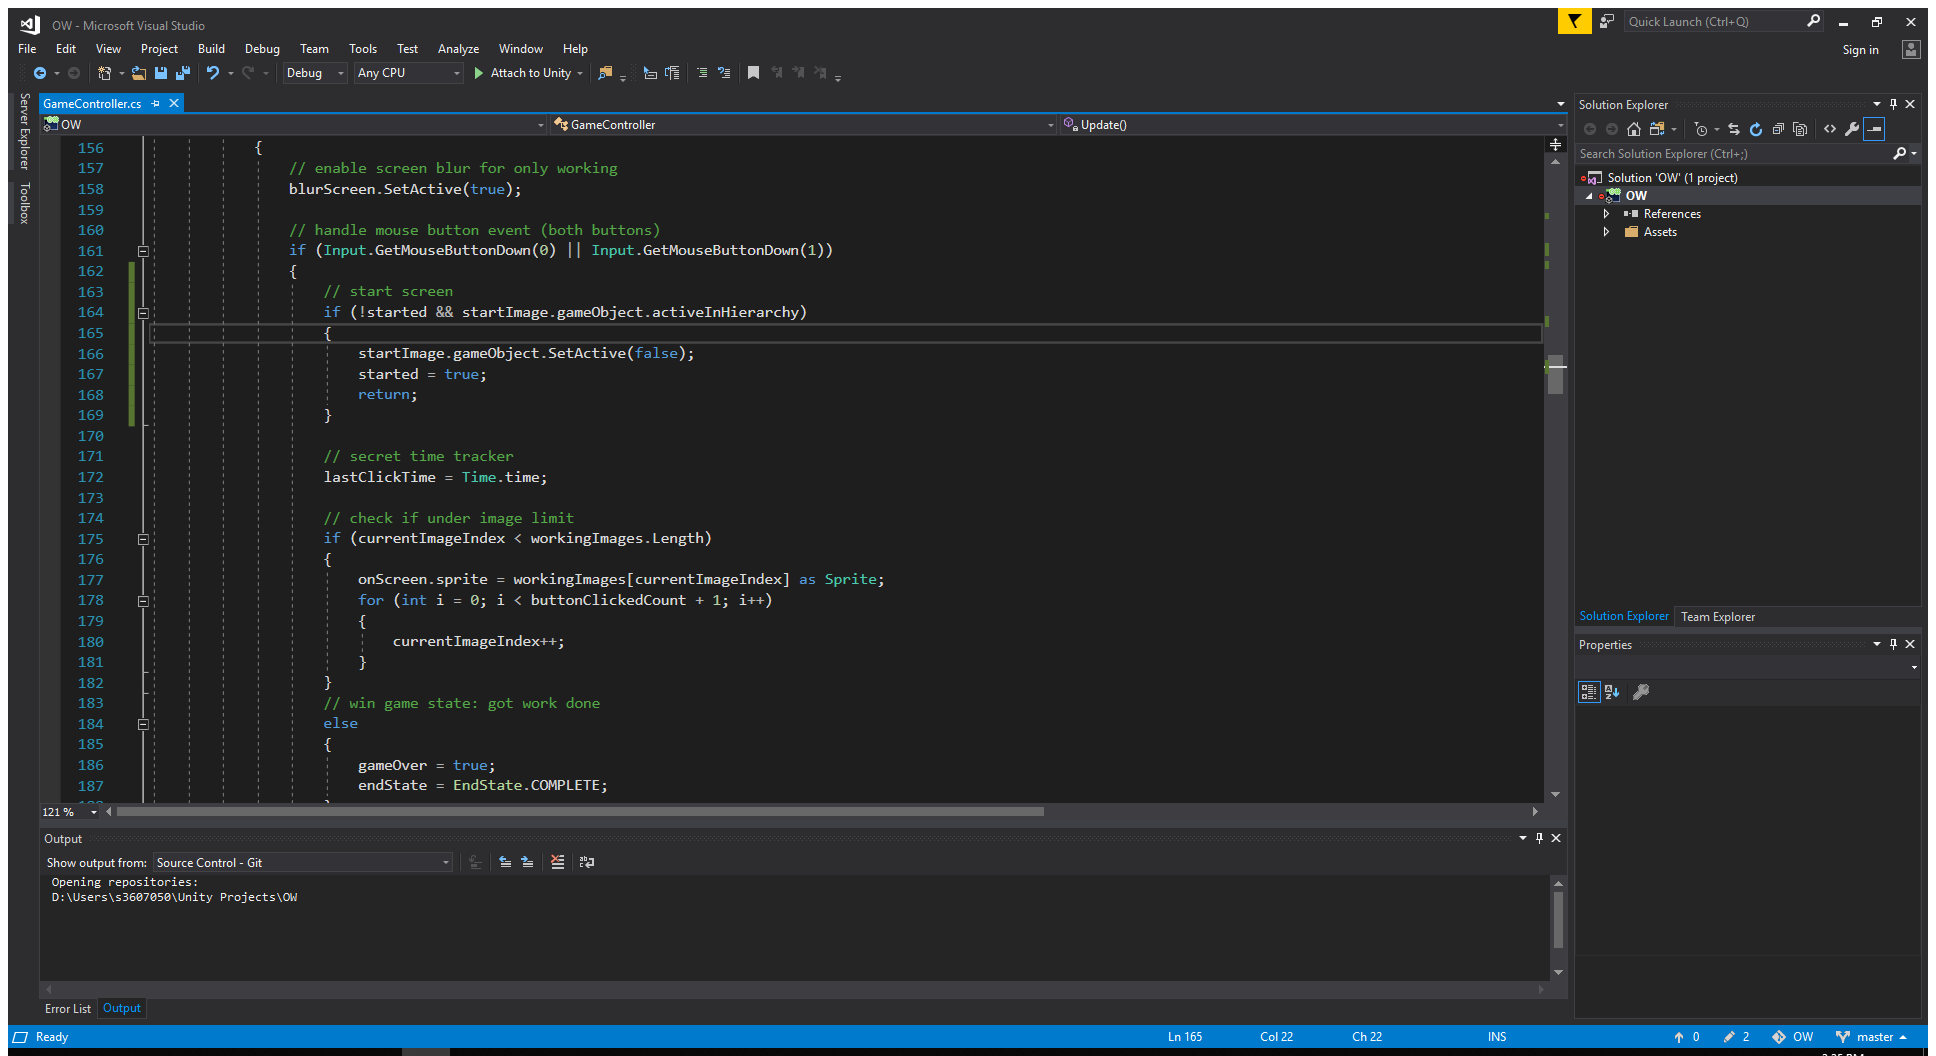 OW - Microsoft Visual Studio
Quick Launch (Ctrl+Q)
File Edit View Project Build Debug Team Tools Test Analyze Window Help
Sign in
Debug Any CPU Attach to Unity
Server Explorer
Toolbox
GameController.cs
OW GameController Update()
156 {
157 // enable screen blur for only working
158 blurScreen.SetActive(true);
159
160 // handle mouse button event (both buttons)
161 if (Input.GetMouseButtonDown(0) || Input.GetMouseButtonDown(1))
162 {
163 // start screen
164 if (!started && startImage.gameObject.activeInHierarchy)
165 {
166 startImage.gameObject.SetActive(false);
167 started = true;
168 return;
169 }
170
171 // secret time tracker
172 lastClickTime = Time.time;
173
174 // check if under image limit
175 if (currentImageIndex < workingImages.Length)
176 {
177 onScreen.sprite = workingImages[currentImageIndex] as Sprite;
178 for (int i = 0; i < buttonClickedCount + 1; i++)
179 {
180 currentImageIndex++;
181 }
182 }
183 // win game state: got work done
184 else
185 {
186 gameOver = true;
187 endState = EndState.COMPLETE;
121 %
Output
Show output from: Source Control - Git
Opening repositories:
D:\Users\s3607050\Unity Projects\OW
Error List Output
Solution Explorer
Search Solution Explorer (Ctrl+;)
Solution 'OW' (1 project)
OW
References
Assets
Solution Explorer Team Explorer
Properties
Ready Ln 165 Col 22 Ch 22 INS 0 2 OW master